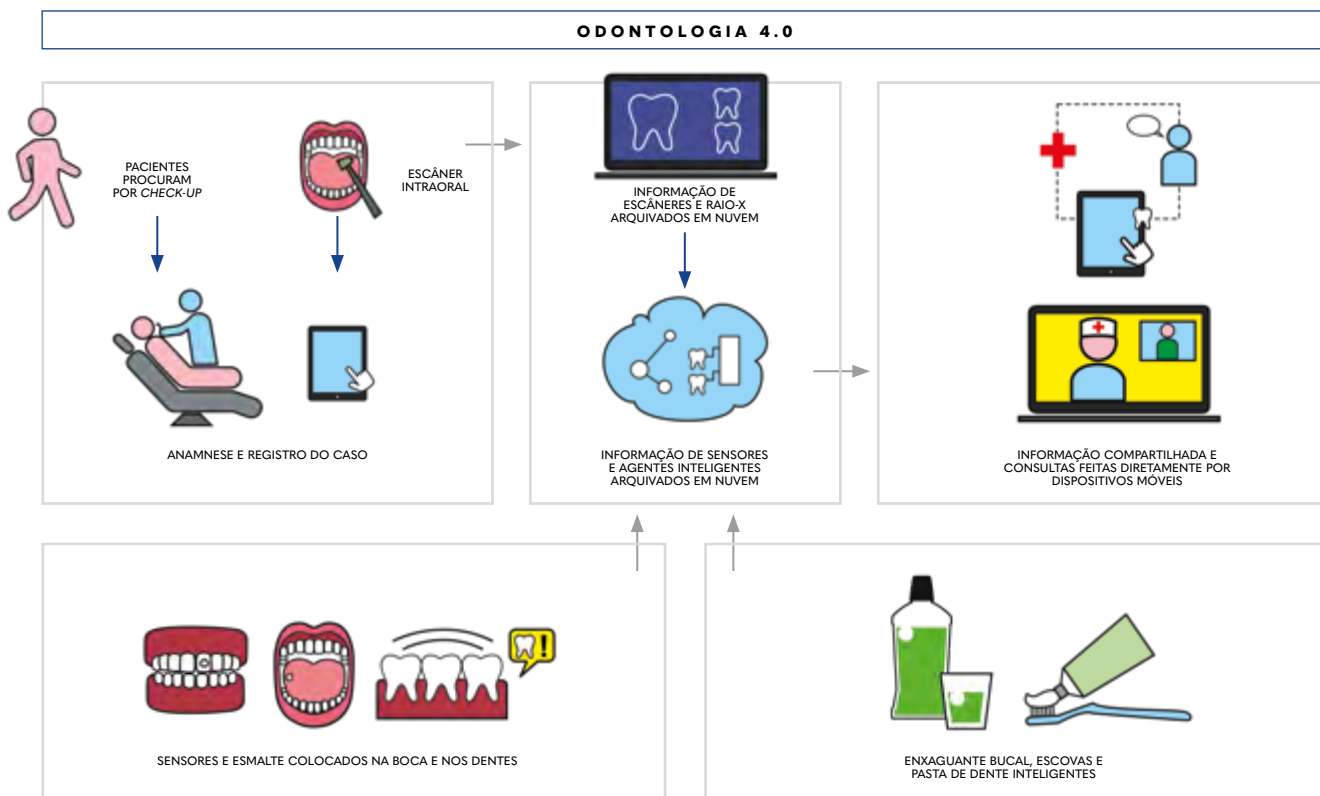 ODONTOLOGIA 4.0
PACIENTES
PROCURAM
POR CHECK-UP
ESCÂNER
INTRAORAL
ANAMNESE E REGISTRO DO CASO
INFORMAÇÃO DE
ESCÂNERES E RAIO-X
ARQUIVADOS EM NUVEM
INFORMAÇÃO DE SENSORES
E AGENTES INTELIGENTES
ARQUIVADOS EM NUVEM
INFORMAÇÃO COMPARTILHADA E
CONSULTAS FEITAS DIRETAMENTE POR
DISPOSITIVOS MÓVEIS
SENSORES E ESMALTE COLOCADOS NA BOCA E NOS DENTES
ENXAGUANTE BUCAL, ESCOVAS E
PASTA DE DENTE INTELIGENTES